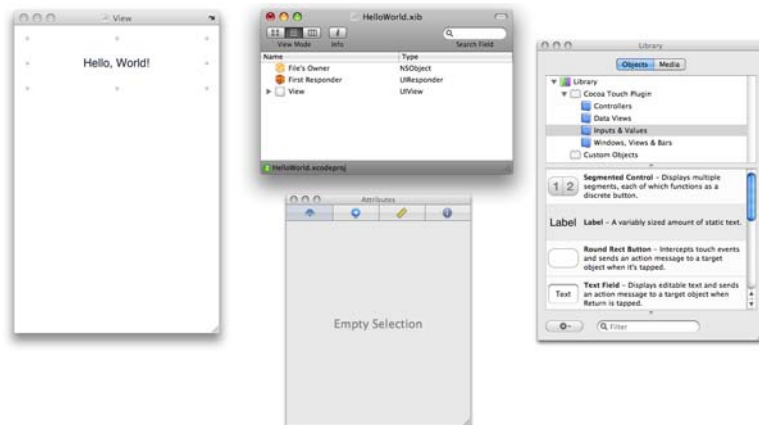 View
Hello, World!
HelloWorld.xib
View Mode
Info
Search Field
Name
Type
File's Owner
NSObject
First Responder
UIResponder
View
UIView
HelloWorld.xcodeproj
Attributes
Empty Selection
Library
Objects
Media
Library
Cocoa Touch Plugin
Controllers
Data Views
Inputs & Values
Windows, Views & Bars
Custom Objects
1 2
Segmented Control – Displays multiple
segments, each of which functions as a
discrete button.
Label
Label – A variably sized amount of static text.
Round Rect Button – Intercepts touch events
and sends an action message to a target
object when it's tapped.
Text
Text Field – Displays editable text and sends
an action message to a target object when
Return is tapped.
Filter